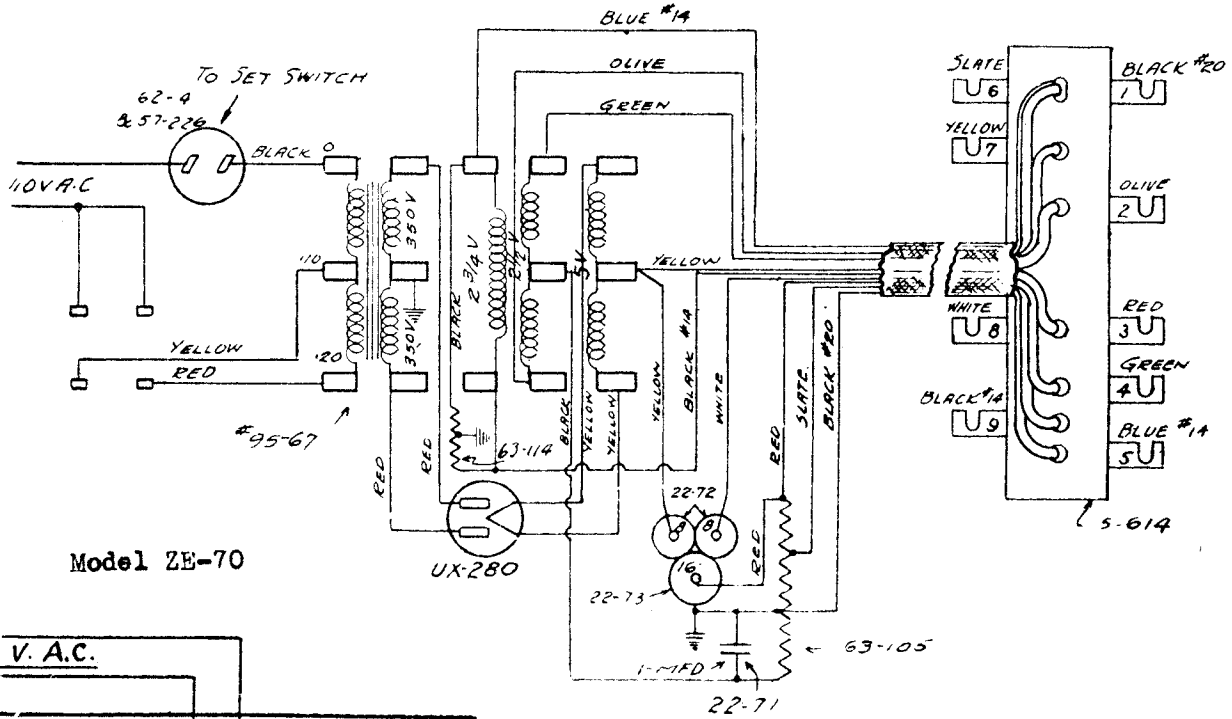 BLUE #14
OLIVE
GREEN
TO SET SWITCH
62-4
& 57-226
BLACK
0
110V A.C
110
120
350V
350V
YELLOW
RED
#95-67
BLACK
2 3/4 V
2 1/2 V
5V
YELLOW
RED
RED
63-114
BLACK
YELLOW
YELLOW
YELLOW
BLACK #14
WHITE
RED
SLATE
BLACK #20
UX-280
22-72
8
8
16
RED
22-73
1-MFD
22-71
63-105
SLATE
6
YELLOW
7
WHITE
8
BLACK #14
9
BLACK #20
1
OLIVE
2
RED
3
GREEN
4
BLUE #14
5
S-614
Model ZE-70
V. A.C.